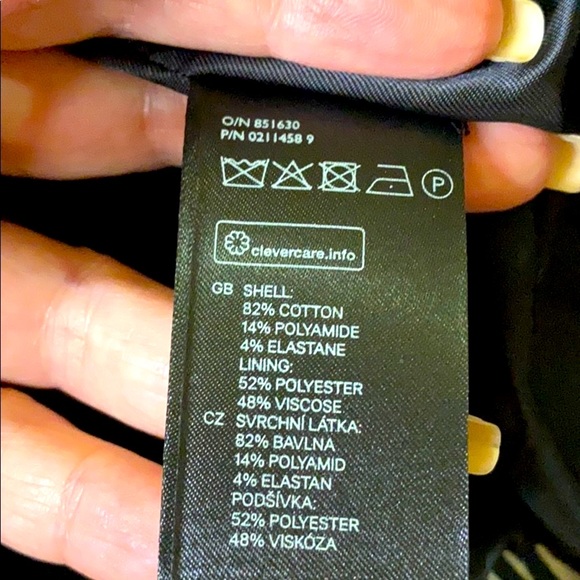 O/N 851630
P/N 0211458 9
P
clevercare.info
GB SHELL:
82% COTTON
14% POLYAMIDE
4% ELASTANE
LINING:
52% POLYESTER
48% VISCOSE
CZ SVRCHNÍ LÁTKA:
82% BAVLNA
14% POLYAMID
4% ELASTAN
PODŠÍVKA:
52% POLYESTER
48% VISKÓZA